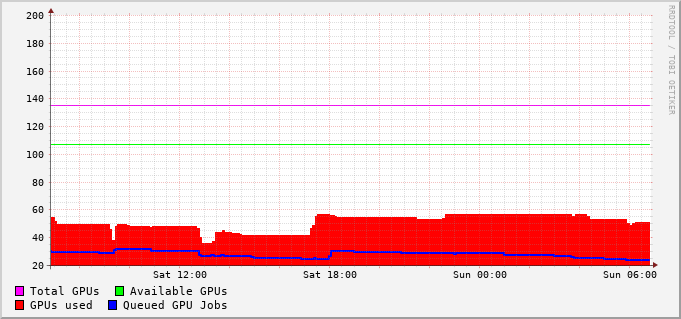 RRDTOOL / TOBI OETIKER
200
180
160
140
120
100
80
60
40
20
Sat 12:00 Sat 18:00 Sun 00:00 Sun 06:00
Total GPUs Available GPUs
GPUs used Queued GPU Jobs